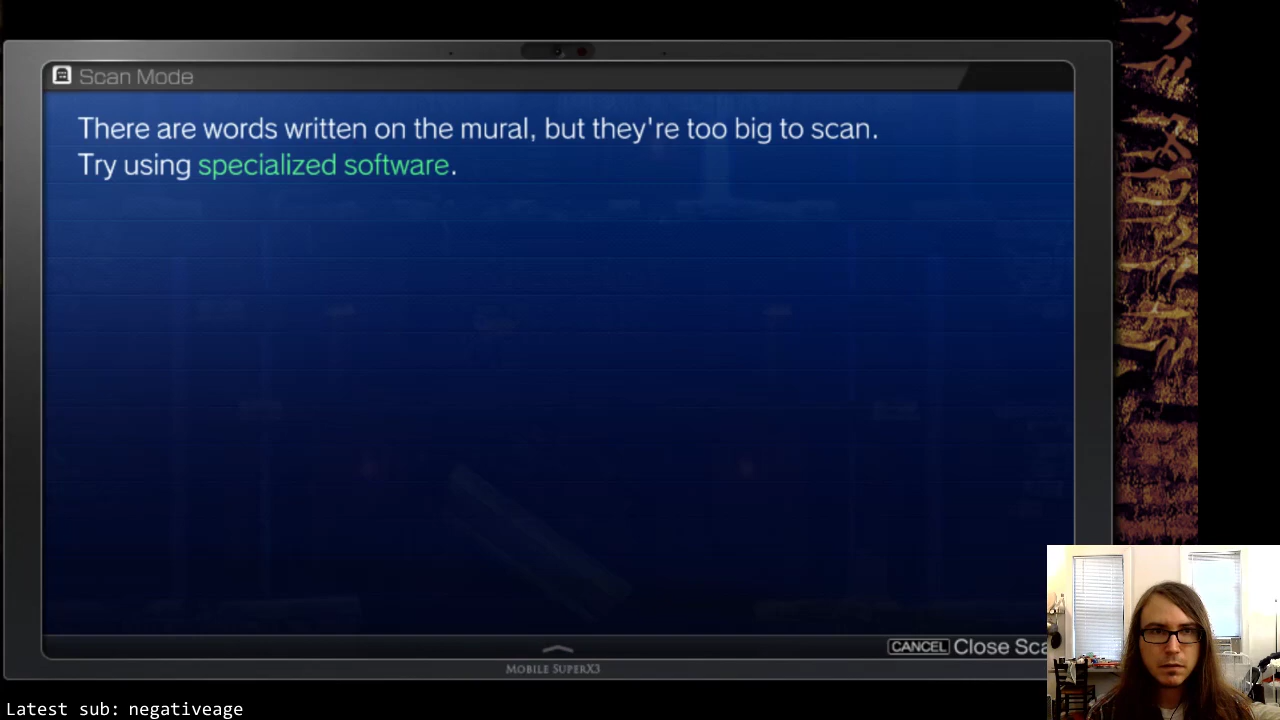 Scan Mode
There are words written on the mural, but they're too big to scan.
Try using specialized software.
CANCEL Close Sca
MOBILE SUPERX3
Latest sub: negativeage